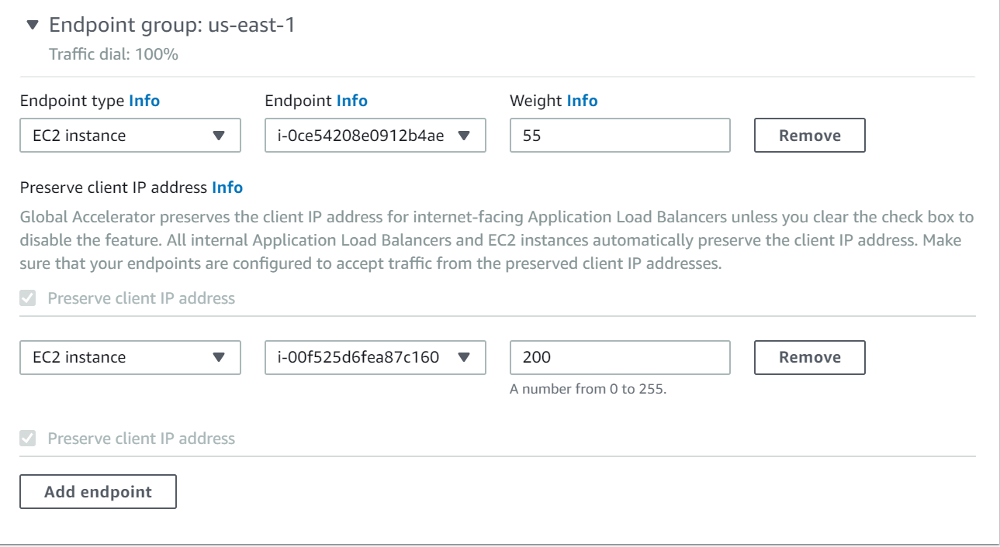 Endpoint group: us-east-1
Traffic dial: 100%
Endpoint type Info Endpoint Info Weight Info
EC2 instance i-0ce54208e0912b4ae 55 Remove
Preserve client IP address Info
Global Accelerator preserves the client IP address for internet-facing Application Load Balancers unless you clear the check box to
disable the feature. All internal Application Load Balancers and EC2 instances automatically preserve the client IP address. Make
sure that your endpoints are configured to accept traffic from the preserved client IP addresses.
Preserve client IP address
EC2 instance i-00f525d6fea87c160 200 Remove
A number from 0 to 255.
Preserve client IP address
Add endpoint